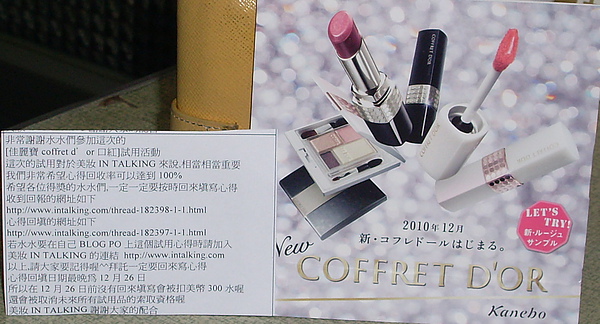 非常謝謝水水們參加這次的
[佳麗寶 coffret d' or 口紅]試用活動
這次的試用對於美妝 IN TALKING 來說,相當相當重要
我們非常希望心得回收率可以達到 100%
希望各位得獎的水水們,一定一定要按時回來填寫心得
收到回報的網址如下
http://www.intalking.com/thread-182398-1-1.html
心得回填的網址如下
http://www.intalking.com/thread-182397-1-1.html
若水水要在自己 BLOG PO 上這個試用心得時請加入
美妝 IN TALKING 的連結 http://www.intalking.com
以上,請大家要記得喔^^拜託一定要回來寫心得
心得回填日期最晚為 12 月 26 日
所以在 12 月 26 日前沒有回來填寫會被扣美幣 300 水喔
還會被取消未來所有試用品的索取資格喔
美妝 IN TALKING 謝謝大家的配合
COFFRET D'OR
2010年12月
新・コフレドールはじまる。
LET'S
TRY!
新・ルージュ
サンプル
New
COFFRET D'OR
Kanebo